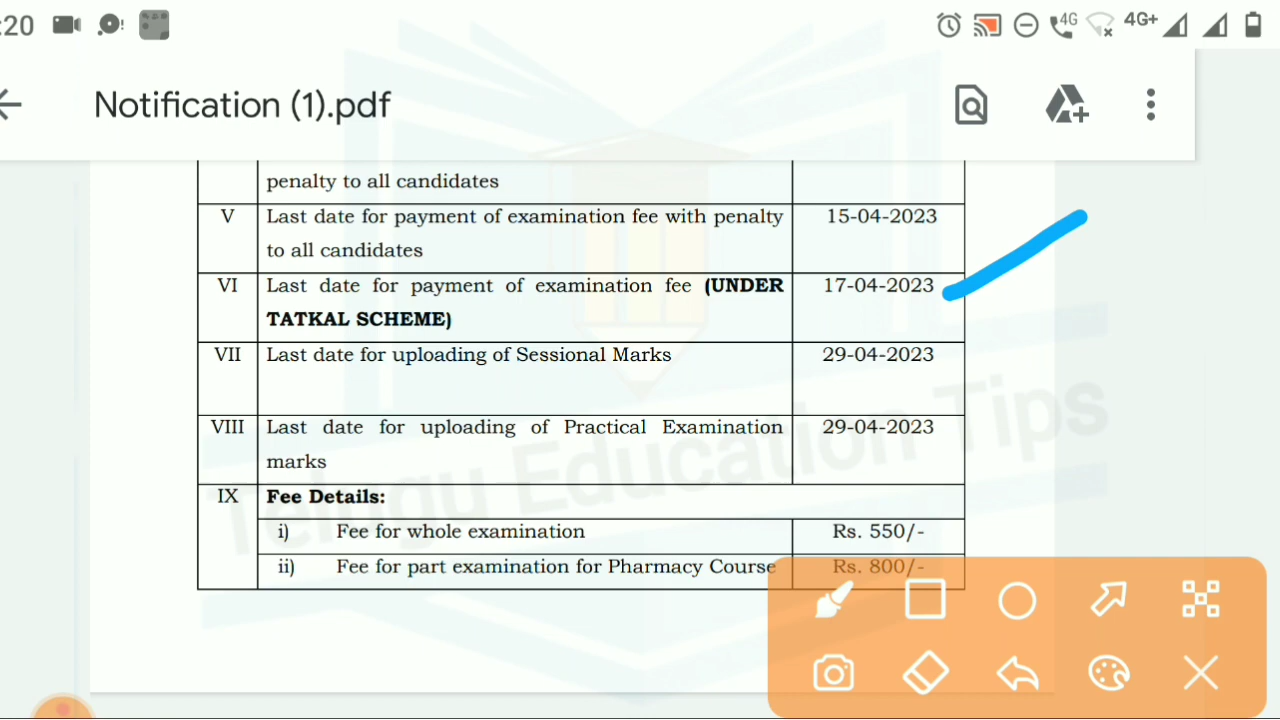 :20
4G
4G+
Notification (1).pdf
penalty to all candidates
V Last date for payment of examination fee with penalty 15-04-2023
to all candidates
VI Last date for payment of examination fee (UNDER 17-04-2023
TATKAL SCHEME)
VII Last date for uploading of Sessional Marks 29-04-2023
VIII Last date for uploading of Practical Examination 29-04-2023
marks
IX Fee Details:
i) Fee for whole examination Rs. 550/-
ii) Fee for part examination for Pharmacy Course Rs. 800/-
Telugu Education Tips